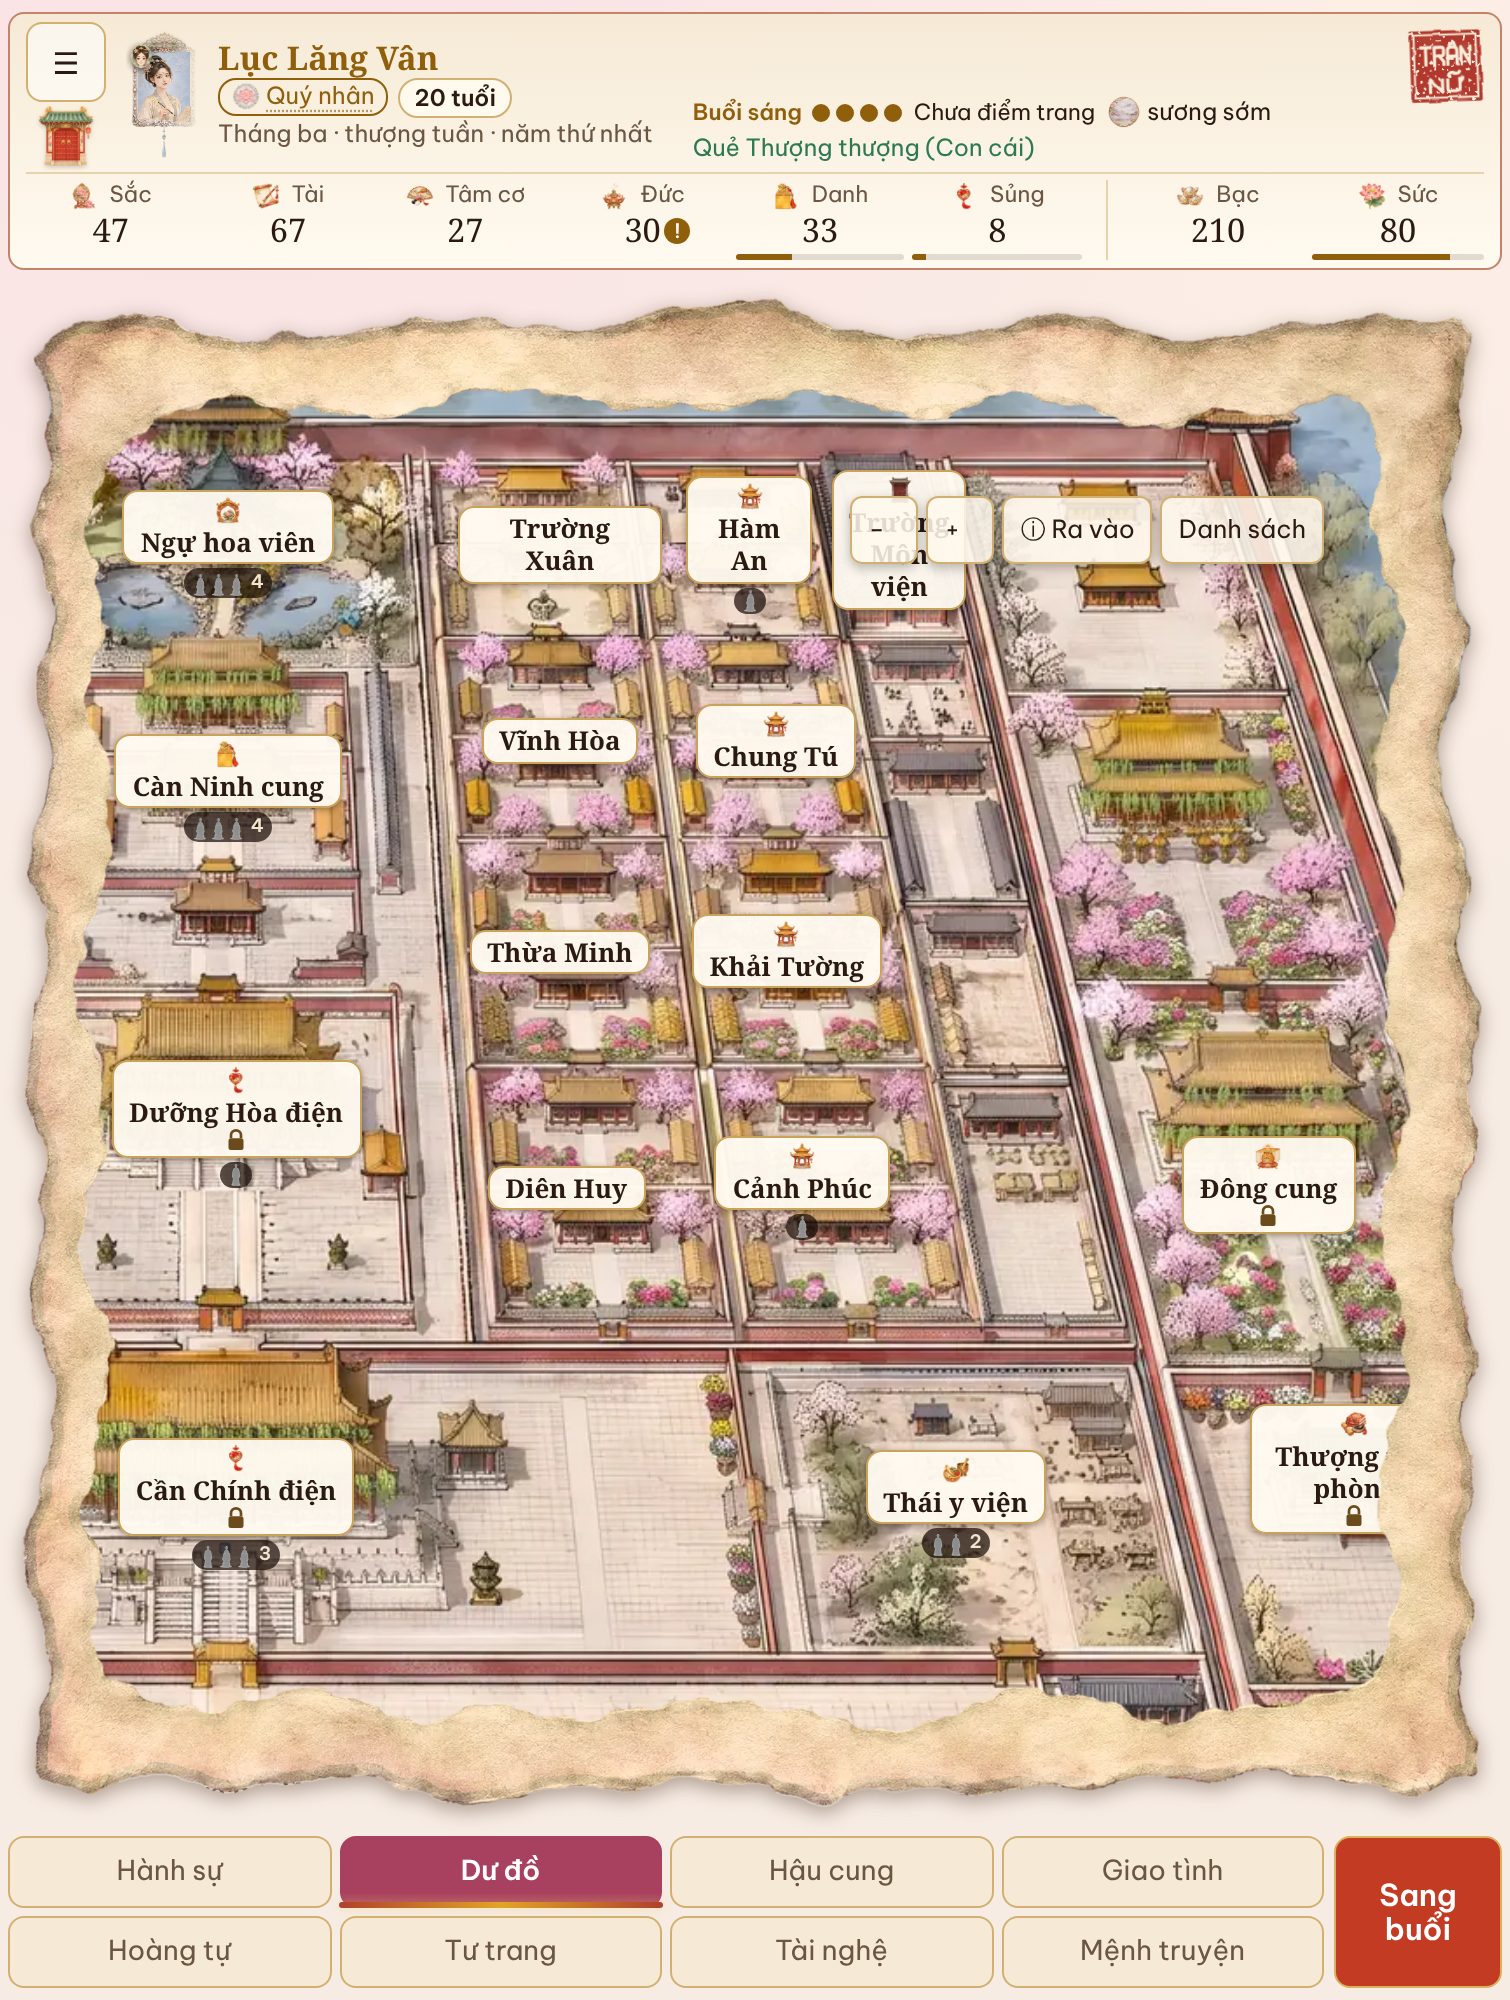 ☰
Lục Lăng Vân
Quý nhân
20 tuổi
Tháng ba · thượng tuần · năm thứ nhất
Buổi sáng
Chưa điểm trang
sương sớm
Quẻ Thượng thượng (Con cái)
TRÂN
NỮ
Sắc
47
Tài
67
Tâm cơ
27
Đức
30 !
Danh
33
Sủng
8
Bạc
210
Sức
80
Ngự hoa viên
4
Trường
Xuân
Hàm
An
Trường
Môn
viện
−
+
ⓘ Ra vào
Danh sách
Vĩnh Hòa
Chung Tú
Càn Ninh cung
4
Thừa Minh
Khải Tường
Dưỡng Hòa điện
Diên Huy
Cảnh Phúc
Đông cung
Cần Chính điện
3
Thái y viện
2
Thượng
phòn
Hành sự
Dư đồ
Hậu cung
Giao tình
Hoàng tự
Tư trang
Tài nghệ
Mệnh truyện
Sang
buổi